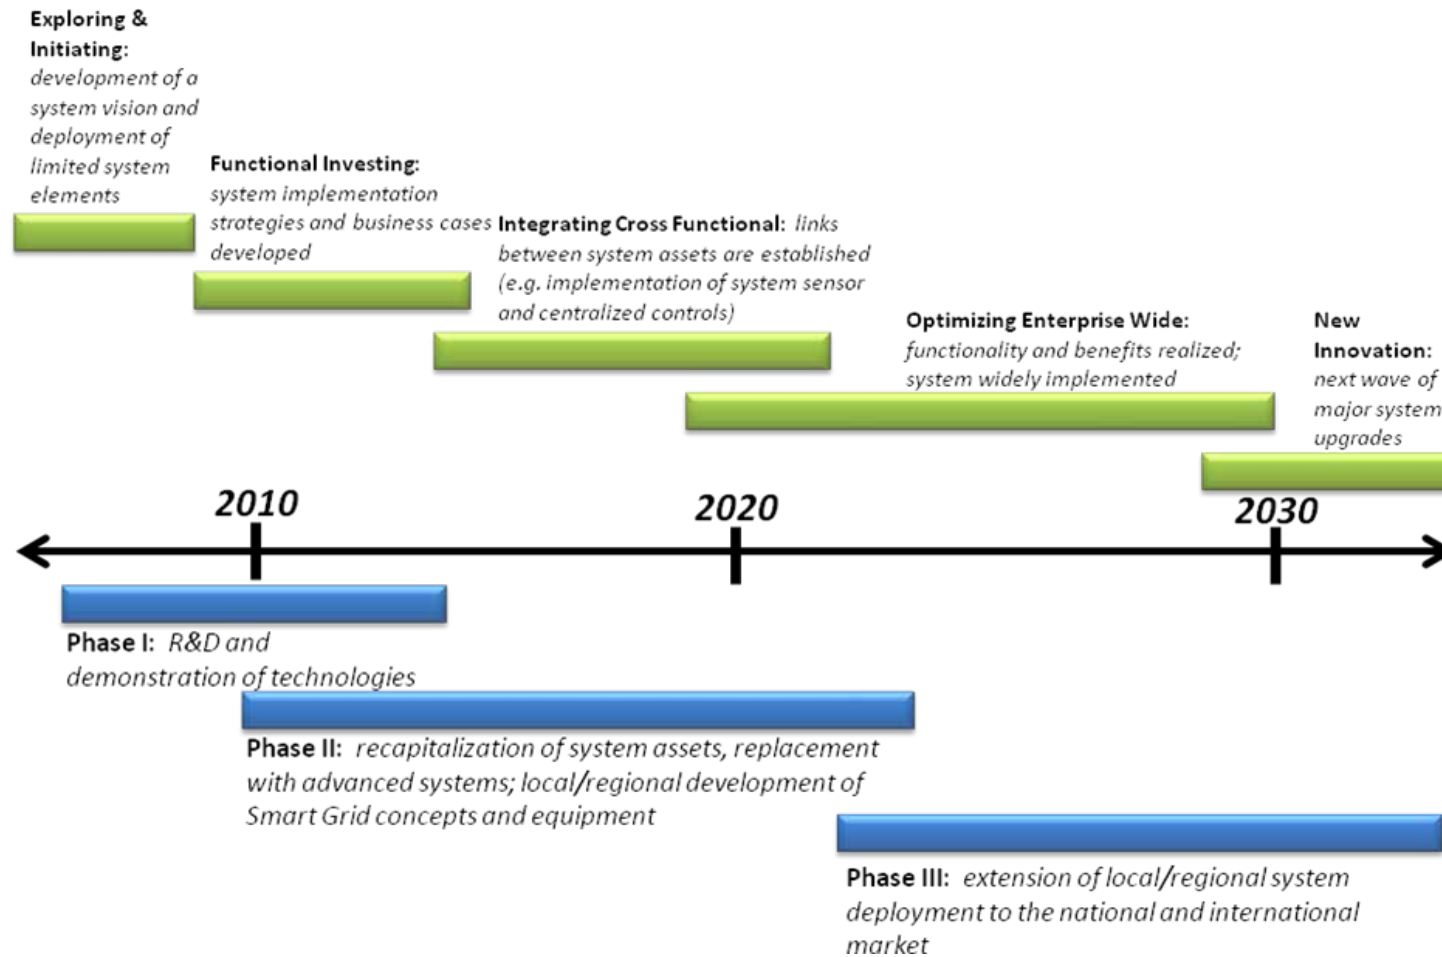 Exploring &
Initiating:
development of a
system vision and
deployment of
limited system
elements
Functional Investing:
system implementation
strategies and business cases
developed
Integrating Cross Functional: links
between system assets are established
(e.g. implementation of system sensor
and centralized controls)
Optimizing Enterprise Wide:
functionality and benefits realized;
system widely implemented
New
Innovation:
next wave of
major system
upgrades
2010
2020
2030
Phase I: R&D and
demonstration of technologies
Phase II: recapitalization of system assets, replacement
with advanced systems; local/regional development of
Smart Grid concepts and equipment
Phase III: extension of local/regional system
deployment to the national and international
market